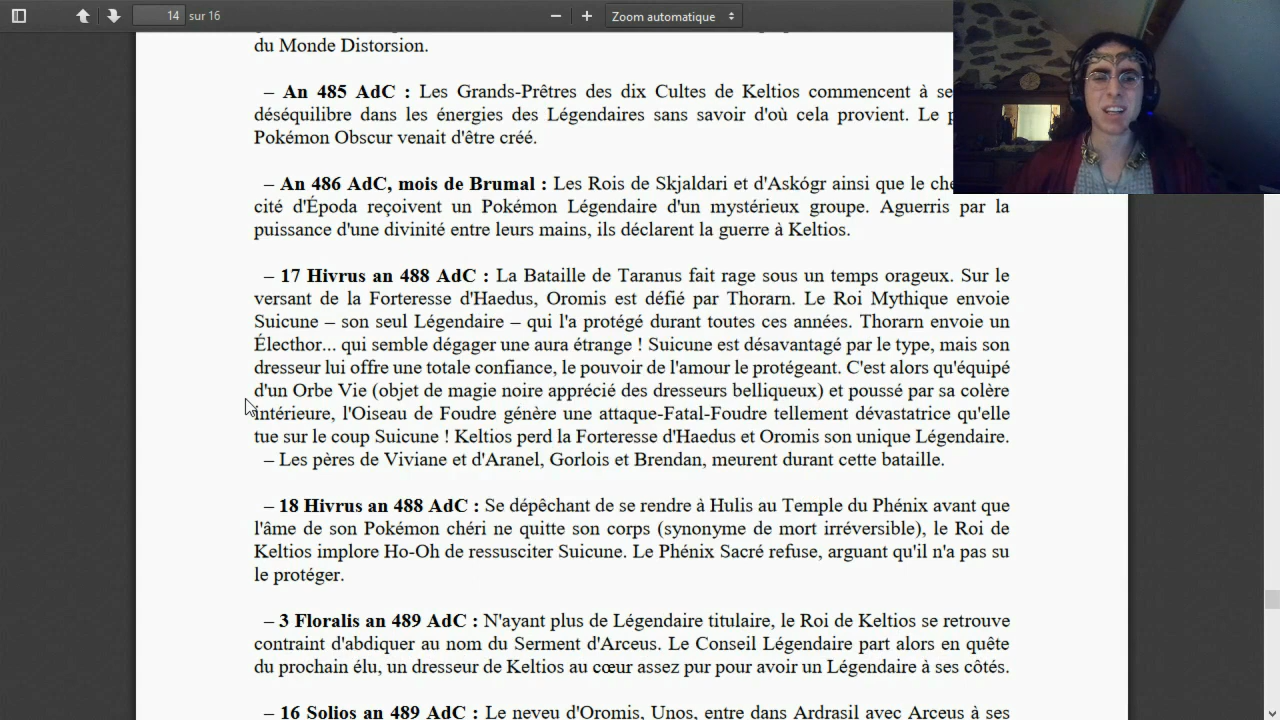 14 sur 16
Zoom automatique
du Monde Distorsion.
– An 485 AdC : Les Grands-Prêtres des dix Cultes de Keltios commencent à se
déséquilibre dans les énergies des Légendaires sans savoir d'où cela provient. Le
Pokémon Obscur venait d'être créé.
– An 486 AdC, mois de Brumal : Les Rois de Skjaldari et d'Askógr ainsi que le
cité d'Époda reçoivent un Pokémon Légendaire d'un mystérieux groupe. Aguerris par la
puissance d'une divinité entre leurs mains, ils déclarent la guerre à Keltios.
– 17 Hivrus an 488 AdC : La Bataille de Taranus fait rage sous un temps orageux. Sur le
versant de la Forteresse d'Haedus, Oromis est défié par Thorarn. Le Roi Mythique envoie
Suicune – son seul Légendaire – qui l'a protégé durant toutes ces années. Thorarn envoie un
Électhor... qui semble dégager une aura étrange ! Suicune est désavantagé par le type, mais son
dresseur lui offre une totale confiance, le pouvoir de l'amour le protégeant. C'est alors qu'équipé
d'un Orbe Vie (objet de magie noire apprécié des dresseurs belliqueux) et poussé par sa colère
intérieure, l'Oiseau de Foudre génère une attaque-Fatal-Foudre tellement dévastatrice qu'elle
tue sur le coup Suicune ! Keltios perd la Forteresse d'Haedus et Oromis son unique Légendaire.
– Les pères de Viviane et d'Aranel, Gorlois et Brendan, meurent durant cette bataille.
– 18 Hivrus an 488 AdC : Se dépêchant de se rendre à Hulis au Temple du Phénix avant que
l'âme de son Pokémon chéri ne quitte son corps (synonyme de mort irréversible), le Roi de
Keltios implore Ho-Oh de ressusciter Suicune. Le Phénix Sacré refuse, arguant qu'il n'a pas su
le protéger.
– 3 Floralis an 489 AdC : N'ayant plus de Légendaire titulaire, le Roi de Keltios se retrouve
contraint d'abdiquer au nom du Serment d'Arceus. Le Conseil Légendaire part alors en quête
du prochain élu, un dresseur de Keltios au cœur assez pur pour avoir un Légendaire à ses côtés.
– 16 Solios an 489 AdC : Le neveu d'Oromis, Unos, entre dans Ardrasil avec Arceus à ses